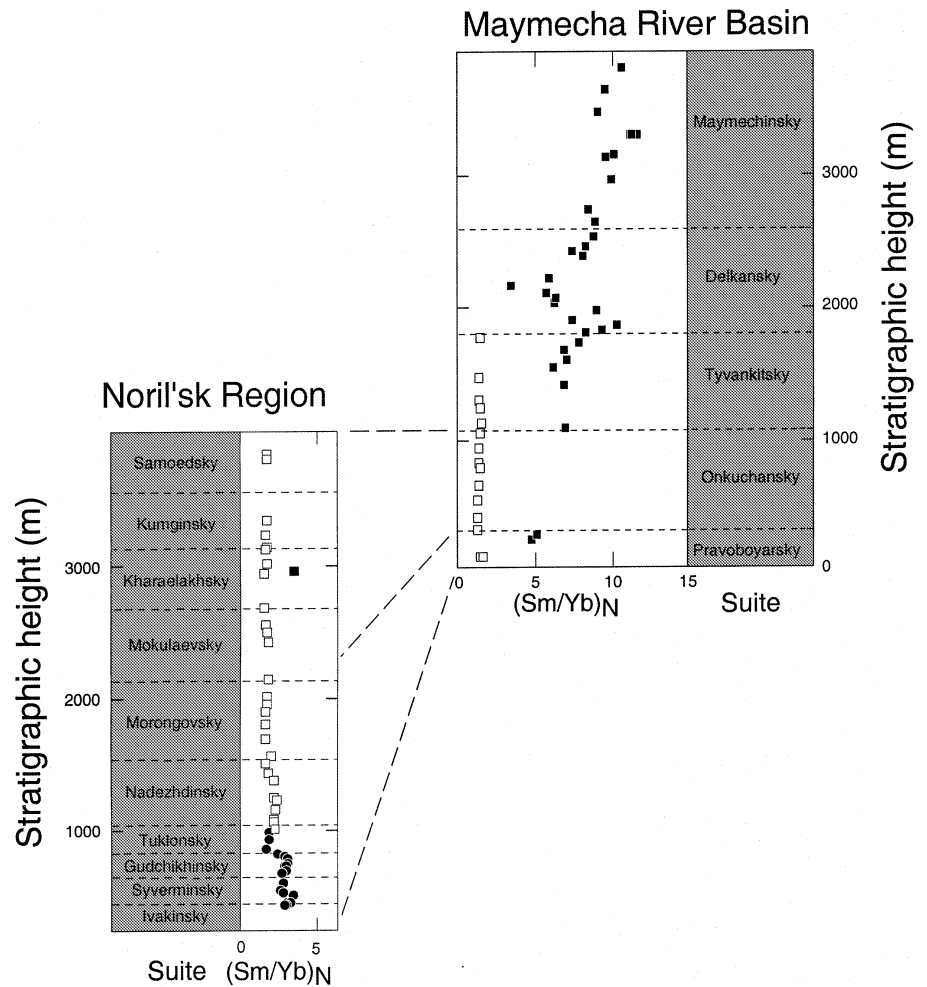 Maymecha River Basin
Maymechinsky
Delkansky
Tyvankitsky
Onkuchansky
Pravoboyarsky
3000
2000
1000
0
Stratigraphic height (m)
0 5 10 15
(Sm/Yb)N
Suite
Noril'sk Region
Samoedsky
Kumginsky
Kharaelakhsky
Mokulaevsky
Morongovsky
Nadezhdinsky
Tuklonsky
Gudchikhinsky
Syverminsky
Ivakinsky
3000
2000
1000
Stratigraphic height (m)
0 5
Suite (Sm/Yb)N